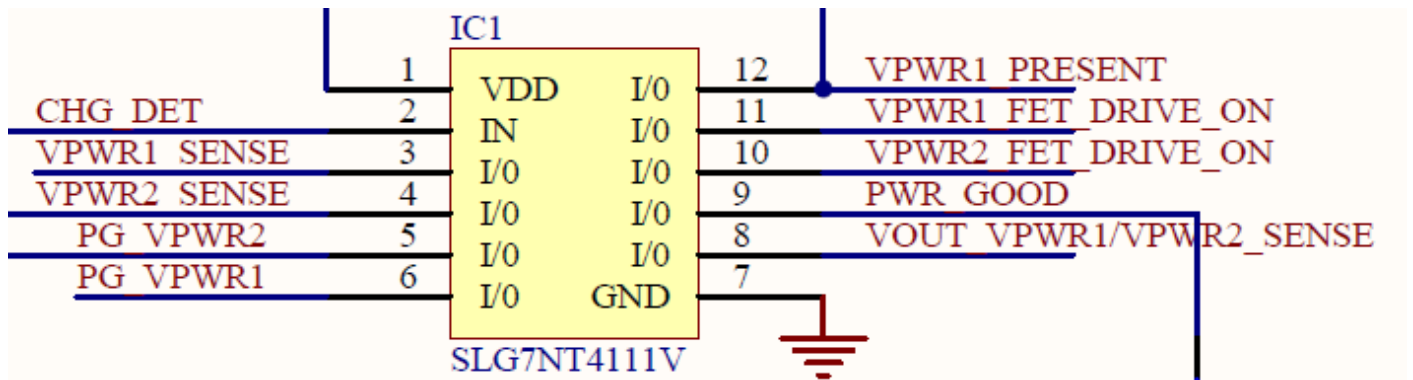 IC1
1 VDD I/0 12 VPWR1_PRESENT
CHG_DET 2 IN I/0 11 VPWR1_FET_DRIVE_ON
VPWR1_SENSE 3 I/0 I/0 10 VPWR2_FET_DRIVE_ON
VPWR2_SENSE 4 I/0 I/0 9 PWR_GOOD
PG_VPWR2 5 I/0 I/0 8 VOUT_VPWR1/VPWR2_SENSE
PG_VPWR1 6 I/0 GND 7
SLG7NT4111V